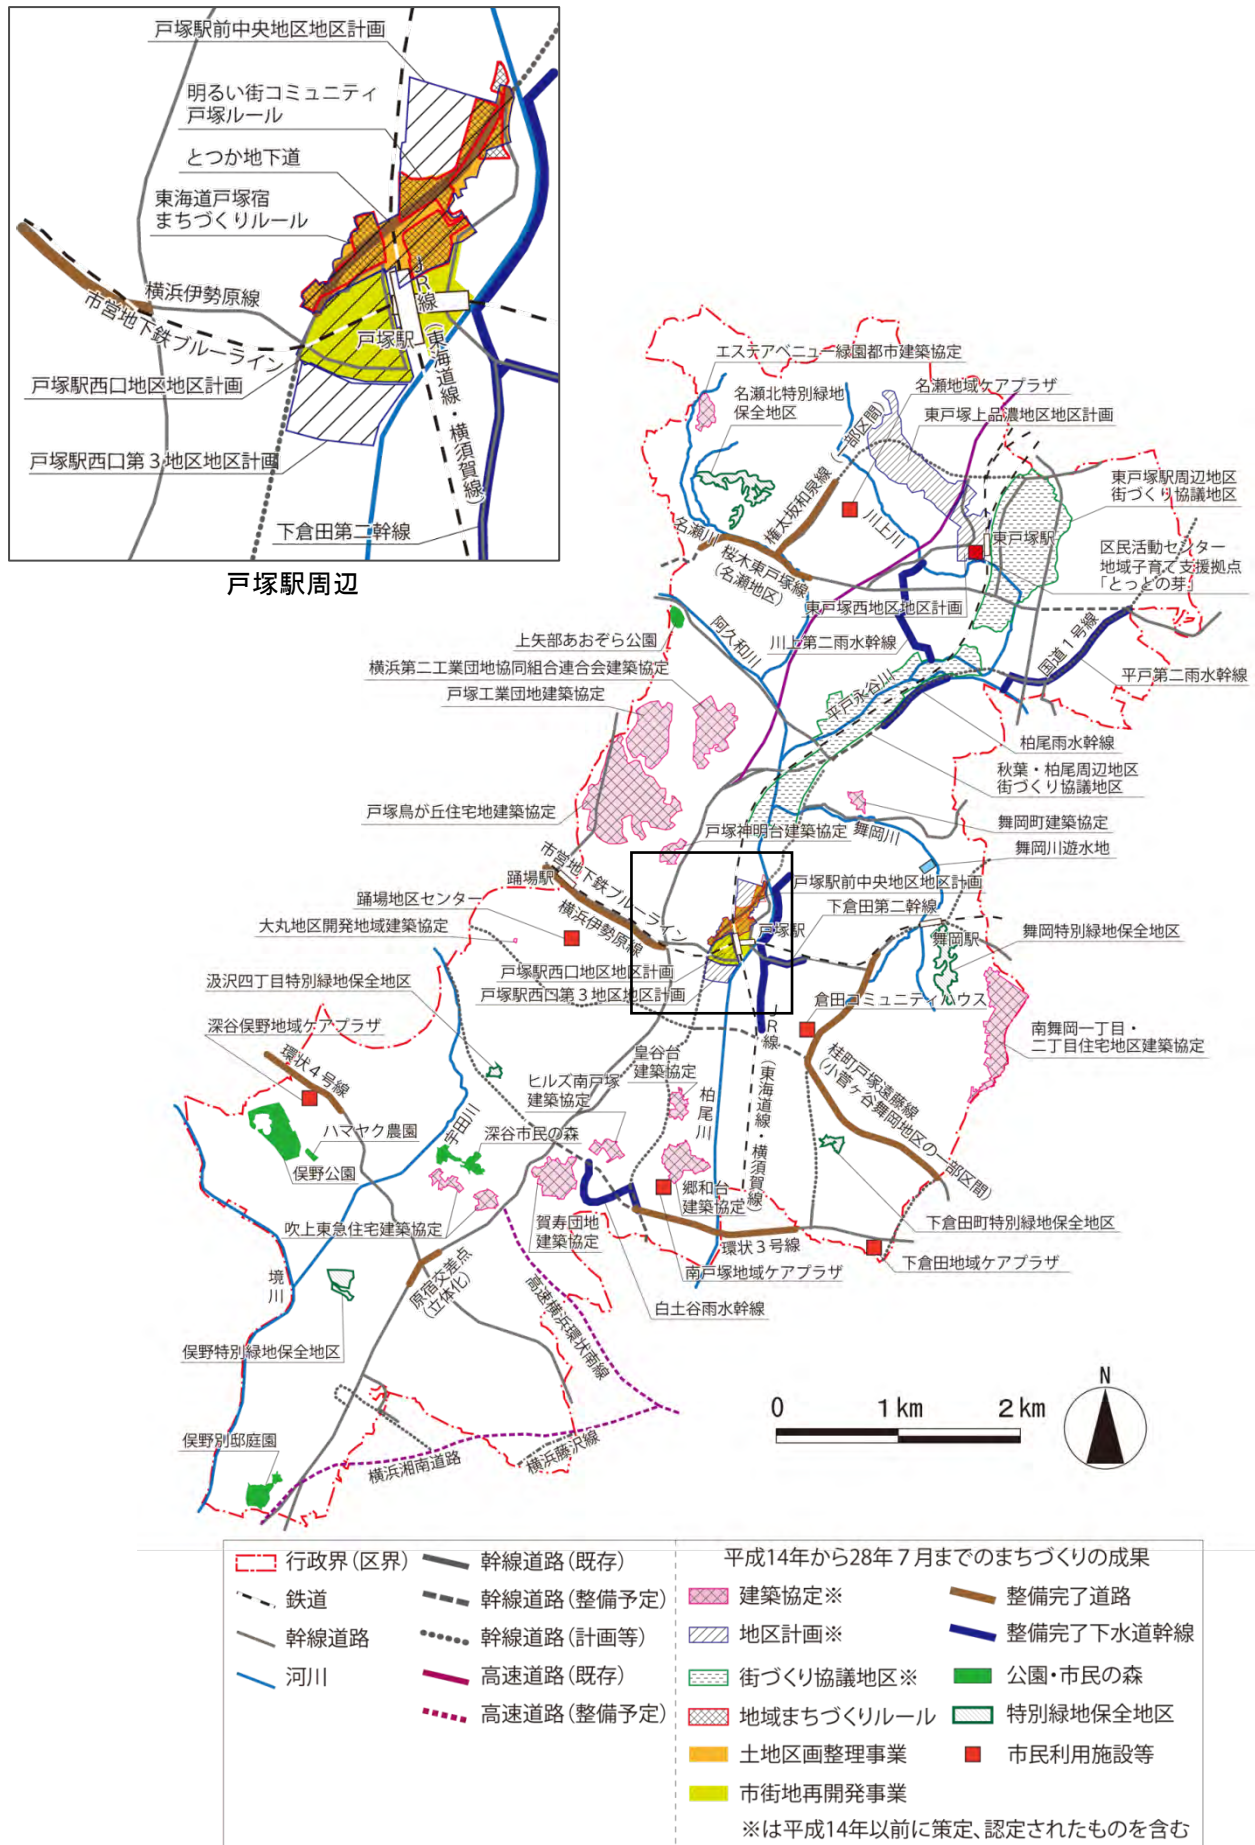 戸塚駅前中央地区地区計画
明るい街コミュニティ
戸塚ルール
とつか地下道
東海道戸塚宿
まちづくりルール
横浜伊勢原線
市営地下鉄ブルーライン
戸塚駅
JR線(東海道線・横須賀線)
戸塚駅西口地区地区計画
戸塚駅西口第3地区地区計画
下倉田第二幹線
戸塚駅周辺
エステアベニュー緑園都市建築協定
名瀬北特別緑地
保全地区
名瀬地域ケアプラザ
東戸塚上品濃地区地区計画
権太坂和泉線(一部区間)
川上川
名瀬川
桜木東戸塚線
(名瀬地区)
東戸塚駅周辺地区
街づくり協議地区
東戸塚駅
区民活動センター
地域子育て支援拠点
「とっとの芽」
東戸塚西地区地区計画
阿久和川
川上第二雨水幹線
国道1号線
平戸第二雨水幹線
上矢部あおぞら公園
横浜第二工業団地協同組合連合会建築協定
戸塚工業団地建築協定
平戸永谷川
柏尾雨水幹線
秋葉・柏尾周辺地区
街づくり協議地区
戸塚鳥が丘住宅地建築協定
戸塚神明台建築協定
舞岡川
舞岡町建築協定
舞岡川遊水地
市営地下鉄ブルーライン
踊場駅
横浜伊勢原線
戸塚駅前中央地区地区計画
下倉田第二幹線
戸塚駅
踊場地区センター
大丸地区開発地域建築協定
舞岡駅
舞岡特別緑地保全地区
戸塚駅西口地区地区計画
戸塚駅西口第3地区地区計画
汲沢四丁目特別緑地保全地区
倉田コミュニティハウス
深谷俣野地域ケアプラザ
環状4号線
南舞岡一丁目・
二丁目住宅地区建築協定
JR線(東海道線・横須賀線)
皇谷台
建築協定
ヒルズ南戸塚
建築協定
柏尾川
桂町戸塚遠藤線
(小菅ヶ谷舞岡地区の一部区間)
宇田川
深谷市民の森
ハマヤク農園
俣野公園
郷和台
建築協定
吹上東急住宅建築協定
賀寿団地
建築協定
下倉田町特別緑地保全地区
環状3号線
下倉田地域ケアプラザ
南戸塚地域ケアプラザ
白土谷雨水幹線
境川
原宿交差点
(立体化)
高速横浜環状南線
俣野特別緑地保全地区
俣野別邸庭園
横浜湘南道路
横浜藤沢線
0 1km 2km
N
行政界(区界)
鉄道
幹線道路
河川
幹線道路(既存)
幹線道路(整備予定)
幹線道路(計画等)
高速道路(既存)
高速道路(整備予定)
平成14年から28年7月までのまちづくりの成果
建築協定※
地区計画※
街づくり協議地区※
地域まちづくりルール
土地区画整理事業
市街地再開発事業
整備完了道路
整備完了下水道幹線
公園・市民の森
特別緑地保全地区
市民利用施設等
※は平成14年以前に策定、認定されたものを含む